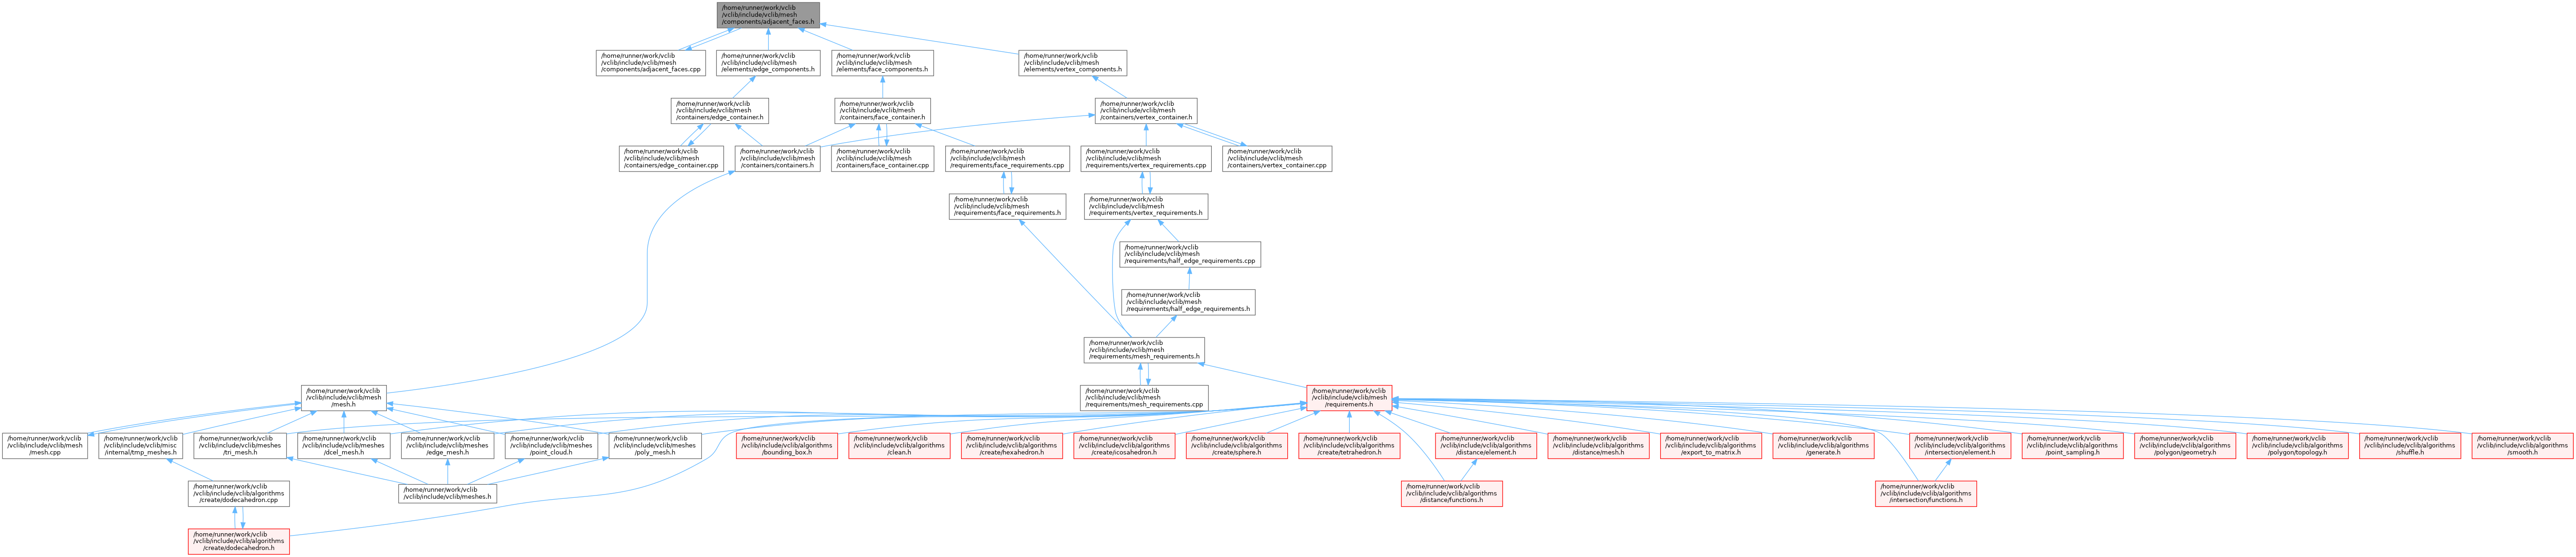 /home/runner/work/vclib
/vclib/include/vclib/mesh
/components/adjacent_faces.h
/home/runner/work/vclib
/vclib/include/vclib/mesh
/components/adjacent_faces.cpp
/home/runner/work/vclib
/vclib/include/vclib/mesh
/elements/edge_components.h
/home/runner/work/vclib
/vclib/include/vclib/mesh
/elements/face_components.h
/home/runner/work/vclib
/vclib/include/vclib/mesh
/elements/vertex_components.h
/home/runner/work/vclib
/vclib/include/vclib/mesh
/containers/edge_container.h
/home/runner/work/vclib
/vclib/include/vclib/mesh
/containers/face_container.h
/home/runner/work/vclib
/vclib/include/vclib/mesh
/containers/vertex_container.h
/home/runner/work/vclib
/vclib/include/vclib/mesh
/containers/edge_container.cpp
/home/runner/work/vclib
/vclib/include/vclib/mesh
/containers/containers.h
/home/runner/work/vclib
/vclib/include/vclib/mesh
/containers/face_container.cpp
/home/runner/work/vclib
/vclib/include/vclib/mesh
/requirements/face_requirements.cpp
/home/runner/work/vclib
/vclib/include/vclib/mesh
/requirements/vertex_requirements.cpp
/home/runner/work/vclib
/vclib/include/vclib/mesh
/containers/vertex_container.cpp
/home/runner/work/vclib
/vclib/include/vclib/mesh
/requirements/face_requirements.h
/home/runner/work/vclib
/vclib/include/vclib/mesh
/requirements/vertex_requirements.h
/home/runner/work/vclib
/vclib/include/vclib/mesh
/requirements/half_edge_requirements.cpp
/home/runner/work/vclib
/vclib/include/vclib/mesh
/requirements/half_edge_requirements.h
/home/runner/work/vclib
/vclib/include/vclib/mesh
/requirements/mesh_requirements.h
/home/runner/work/vclib
/vclib/include/vclib/mesh
/mesh.h
/home/runner/work/vclib
/vclib/include/vclib/mesh
/requirements/mesh_requirements.cpp
/home/runner/work/vclib
/vclib/include/vclib/mesh
/requirements.h
/home/runner/work/vclib
/vclib/include/vclib/mesh
/mesh.cpp
/home/runner/work/vclib
/vclib/include/vclib/misc
/internal/tmp_meshes.h
/home/runner/work/vclib
/vclib/include/vclib/meshes
/tri_mesh.h
/home/runner/work/vclib
/vclib/include/vclib/meshes
/dcel_mesh.h
/home/runner/work/vclib
/vclib/include/vclib/meshes
/edge_mesh.h
/home/runner/work/vclib
/vclib/include/vclib/meshes
/point_cloud.h
/home/runner/work/vclib
/vclib/include/vclib/meshes
/poly_mesh.h
/home/runner/work/vclib
/vclib/include/vclib/algorithms
/bounding_box.h
/home/runner/work/vclib
/vclib/include/vclib/algorithms
/clean.h
/home/runner/work/vclib
/vclib/include/vclib/algorithms
/create/hexahedron.h
/home/runner/work/vclib
/vclib/include/vclib/algorithms
/create/icosahedron.h
/home/runner/work/vclib
/vclib/include/vclib/algorithms
/create/sphere.h
/home/runner/work/vclib
/vclib/include/vclib/algorithms
/create/tetrahedron.h
/home/runner/work/vclib
/vclib/include/vclib/algorithms
/distance/element.h
/home/runner/work/vclib
/vclib/include/vclib/algorithms
/distance/mesh.h
/home/runner/work/vclib
/vclib/include/vclib/algorithms
/export_to_matrix.h
/home/runner/work/vclib
/vclib/include/vclib/algorithms
/generate.h
/home/runner/work/vclib
/vclib/include/vclib/algorithms
/intersection/element.h
/home/runner/work/vclib
/vclib/include/vclib/algorithms
/point_sampling.h
/home/runner/work/vclib
/vclib/include/vclib/algorithms
/polygon/geometry.h
/home/runner/work/vclib
/vclib/include/vclib/algorithms
/polygon/topology.h
/home/runner/work/vclib
/vclib/include/vclib/algorithms
/shuffle.h
/home/runner/work/vclib
/vclib/include/vclib/algorithms
/smooth.h
/home/runner/work/vclib
/vclib/include/vclib/algorithms
/create/dodecahedron.cpp
/home/runner/work/vclib
/vclib/include/vclib/meshes.h
/home/runner/work/vclib
/vclib/include/vclib/algorithms
/distance/functions.h
/home/runner/work/vclib
/vclib/include/vclib/algorithms
/intersection/functions.h
/home/runner/work/vclib
/vclib/include/vclib/algorithms
/create/dodecahedron.h